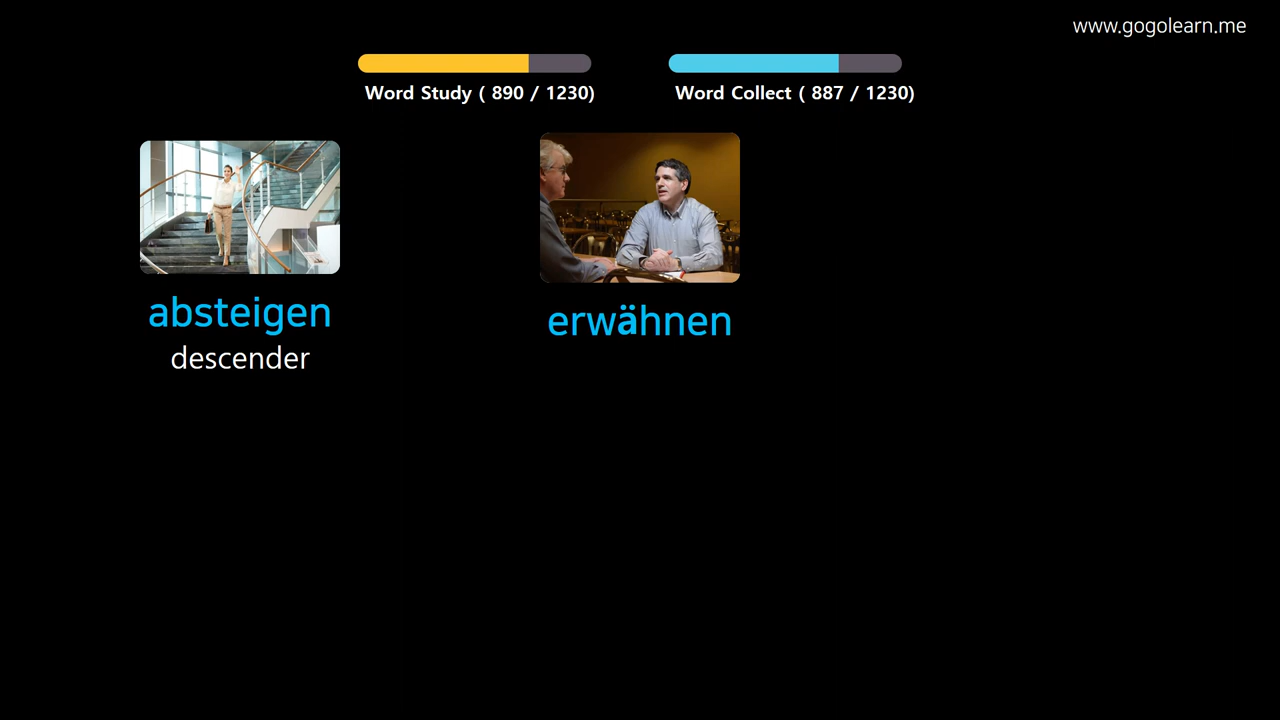 www.gogolearn.me
Word Study ( 890 / 1230)
Word Collect ( 887 / 1230)
absteigen
descender
erwähnen